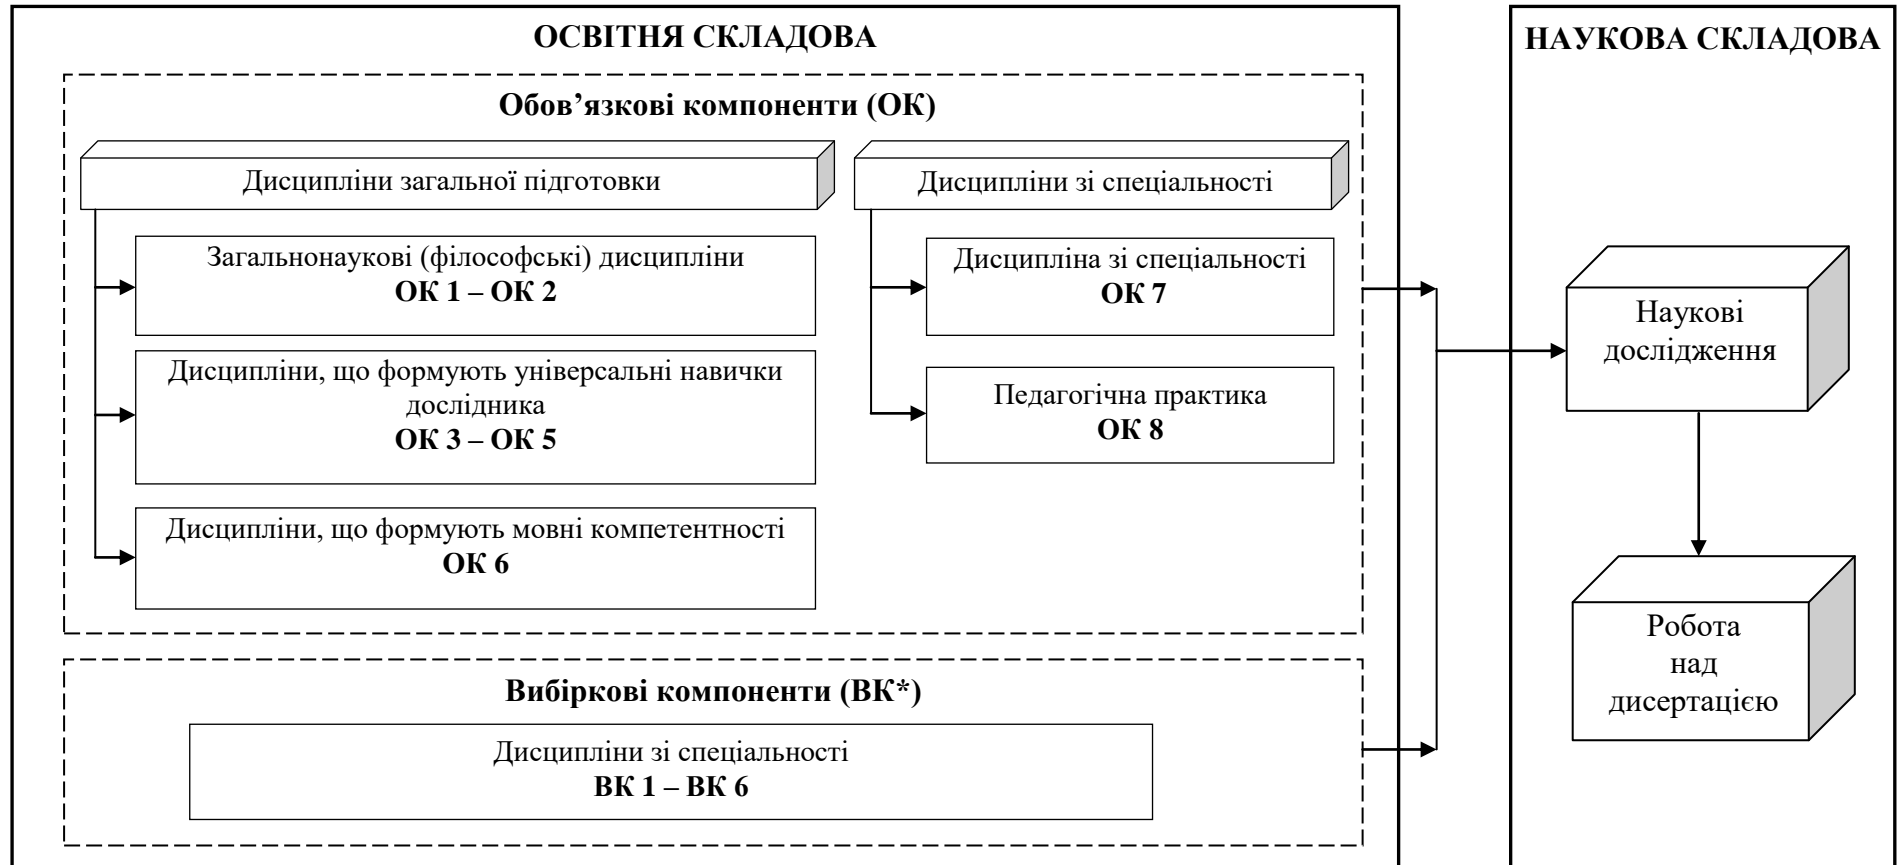 ОСВІТНЯ СКЛАДОВА
Обов’язкові компоненти (ОК)
Дисципліни загальної підготовки
Загальнонаукові (філософські) дисципліни
ОК 1 – ОК 2
Дисципліни, що формують універсальні навички
дослідника
ОК 3 – ОК 5
Дисципліни, що формують мовні компетентності
ОК 6
Дисципліни зі спеціальності
Дисципліна зі спеціальності
ОК 7
Педагогічна практика
ОК 8
Вибіркові компоненти (ВК*)
Дисципліни зі спеціальності
ВК 1 – ВК 6
НАУКОВА СКЛАДОВА
Наукові
дослідження
Робота
над
дисертацією